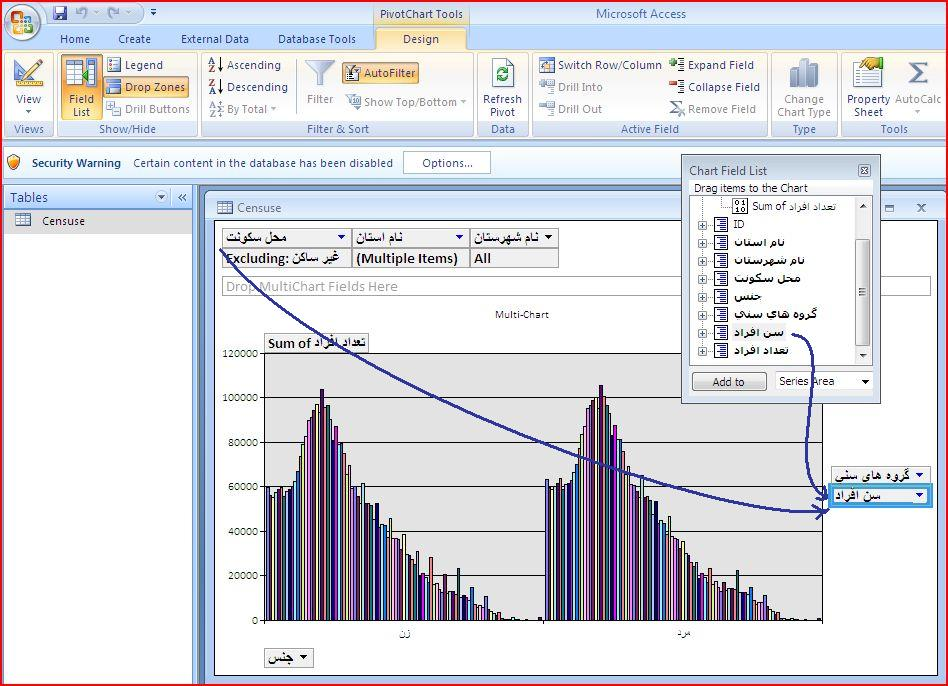 PivotChart Tools
Microsoft Access
Home
Create
External Data
Database Tools
Design
View
Field List
Legend
Drop Zones
Drill Buttons
Ascending
Descending
By Total
Filter
AutoFilter
Show Top/Bottom
Refresh Pivot
Switch Row/Column
Drill Into
Drill Out
Expand Field
Collapse Field
Remove Field
Change Chart Type
Property Sheet
AutoCalc
Views
Show/Hide
Filter & Sort
Data
Active Field
Type
Tools
Security Warning
Certain content in the database has been disabled
Options...
Tables
Censuse
Censuse
محل سکونت
نام استان
نام شهرستان
Excluding: غیر ساکن
(Multiple Items)
All
Drop MultiChart Fields Here
Multi-Chart
Sum of تعداد افراد
120000
100000
80000
60000
40000
20000
0
زن
مرد
جنس
Chart Field List
Drag items to the Chart
Sum of تعداد افراد
ID
نام استان
نام شهرستان
محل سکونت
جنس
گروه های سنی
سن افراد
تعداد افراد
Add to
Series Area
گروه های سنی
سن افراد